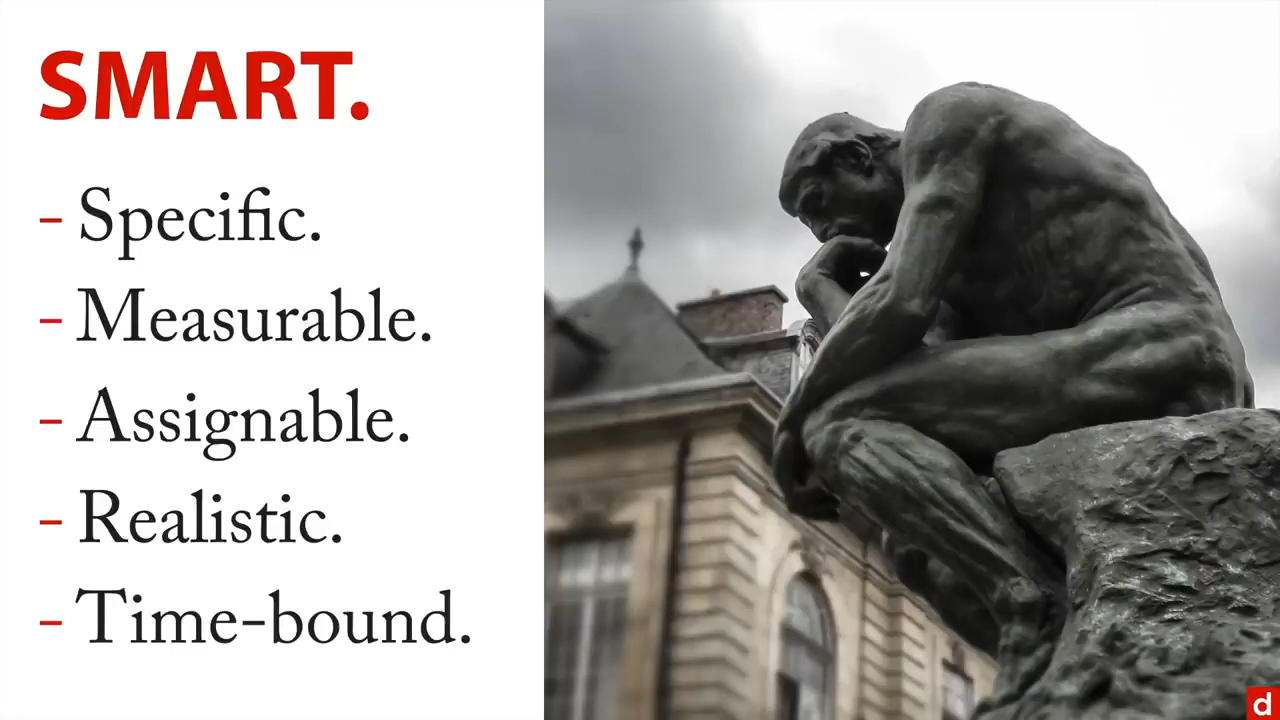 SMART.
- Specific.
- Measurable.
- Assignable.
- Realistic.
- Time-bound.
d